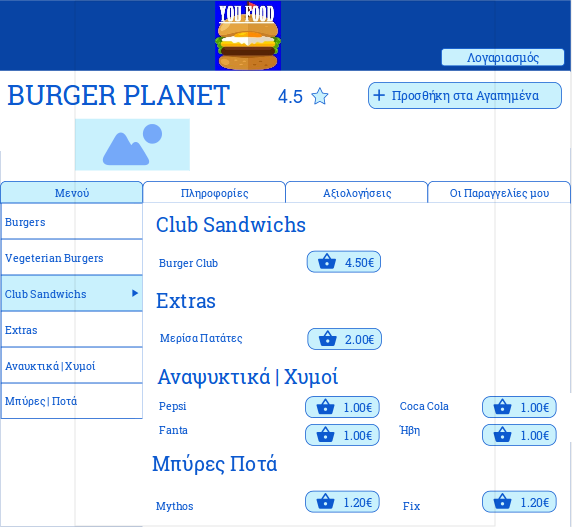 YOU FOOD
Λογαριασμός
BURGER PLANET 4.5 + Προσθήκη στα Αγαπημένα
Μενού Πληροφορίες Αξιολογήσεις Οι Παραγγελίες μου
Burgers
Vegeterian Burgers
Club Sandwichs
Extras
Αναυκτικά | Χυμοί
Μπύρες | Ποτά
Club Sandwichs
Burger Club 4.50€
Extras
Μερίσα Πατάτες 2.00€
Αναψυκτικά | Χυμοί
Pepsi 1.00€ Coca Cola 1.00€
Fanta 1.00€ Ήβη 1.00€
Μπύρες Ποτά
Mythos 1.20€ Fix 1.20€